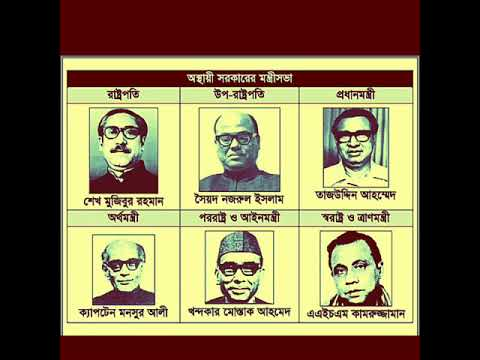 অস্থায়ী সরকারের মন্ত্রীসভা
রাষ্ট্রপতি উপ-রাষ্ট্রপতি প্রধানমন্ত্রী
শেখ মুজিবুর রহমান সৈয়দ নজরুল ইসলাম তাজউদ্দিন আহম্মেদ
অর্থমন্ত্রী পররাষ্ট্র ও আইনমন্ত্রী স্বরাষ্ট্র ও ত্রাণমন্ত্রী
ক্যাপটেন মনসুর আলী খন্দকার মোস্তাক আহমেদ এএইচএম কামরুজ্জামান